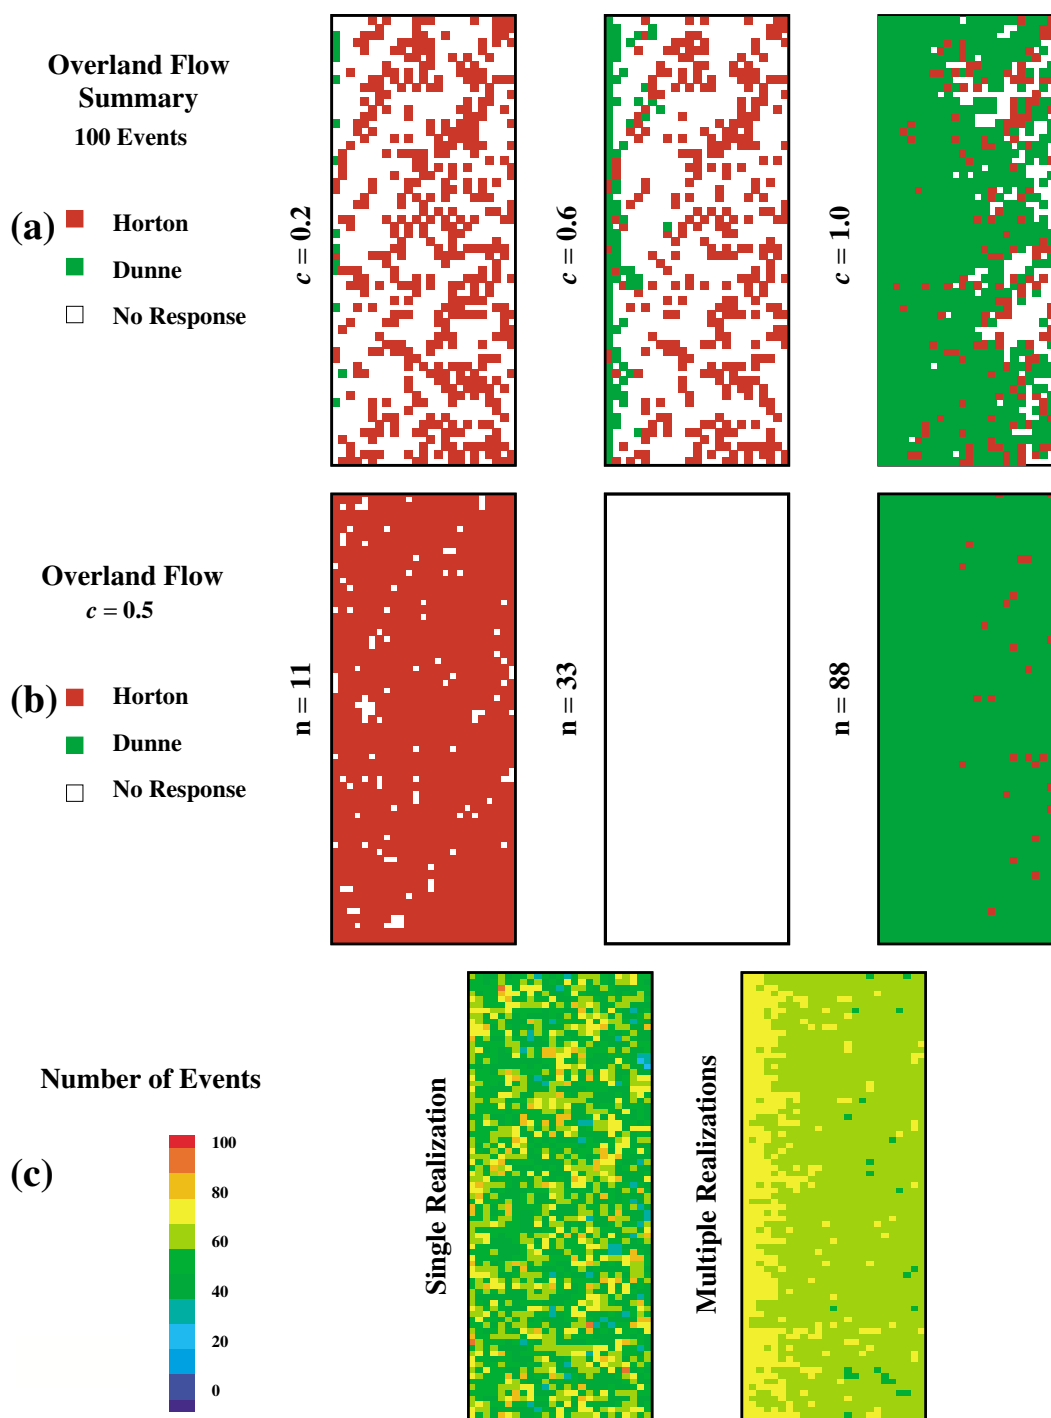 Overland Flow
Summary
100 Events
(a)
Horton
Dunne
No Response
c = 0.2
c = 0.6
c = 1.0
Overland Flow
c = 0.5
(b)
Horton
Dunne
No Response
n = 11
n = 33
n = 88
Number of Events
(c)
100
80
60
40
20
0
Single Realization
Multiple Realizations